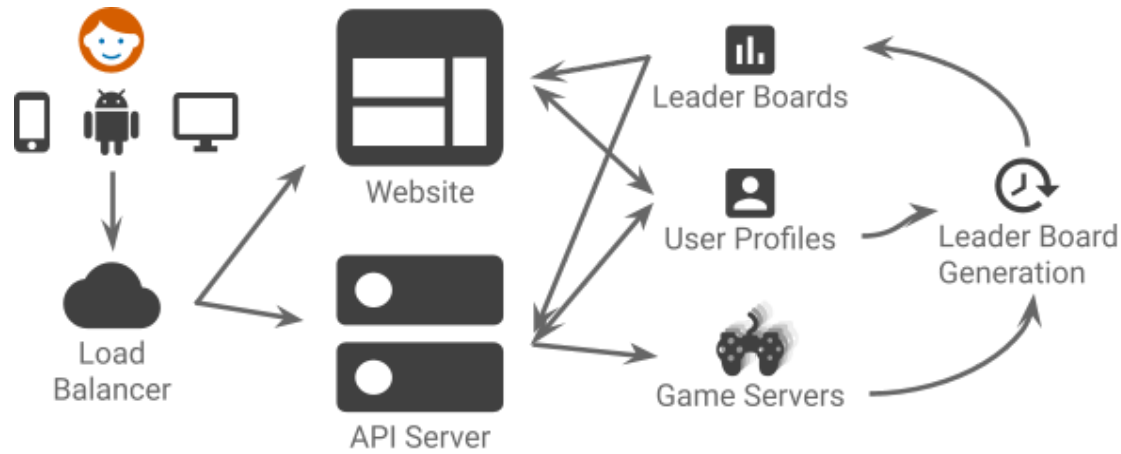 Leader Boards
Website
User Profiles
Leader Board
Generation
Load
Balancer
Game Servers
API Server